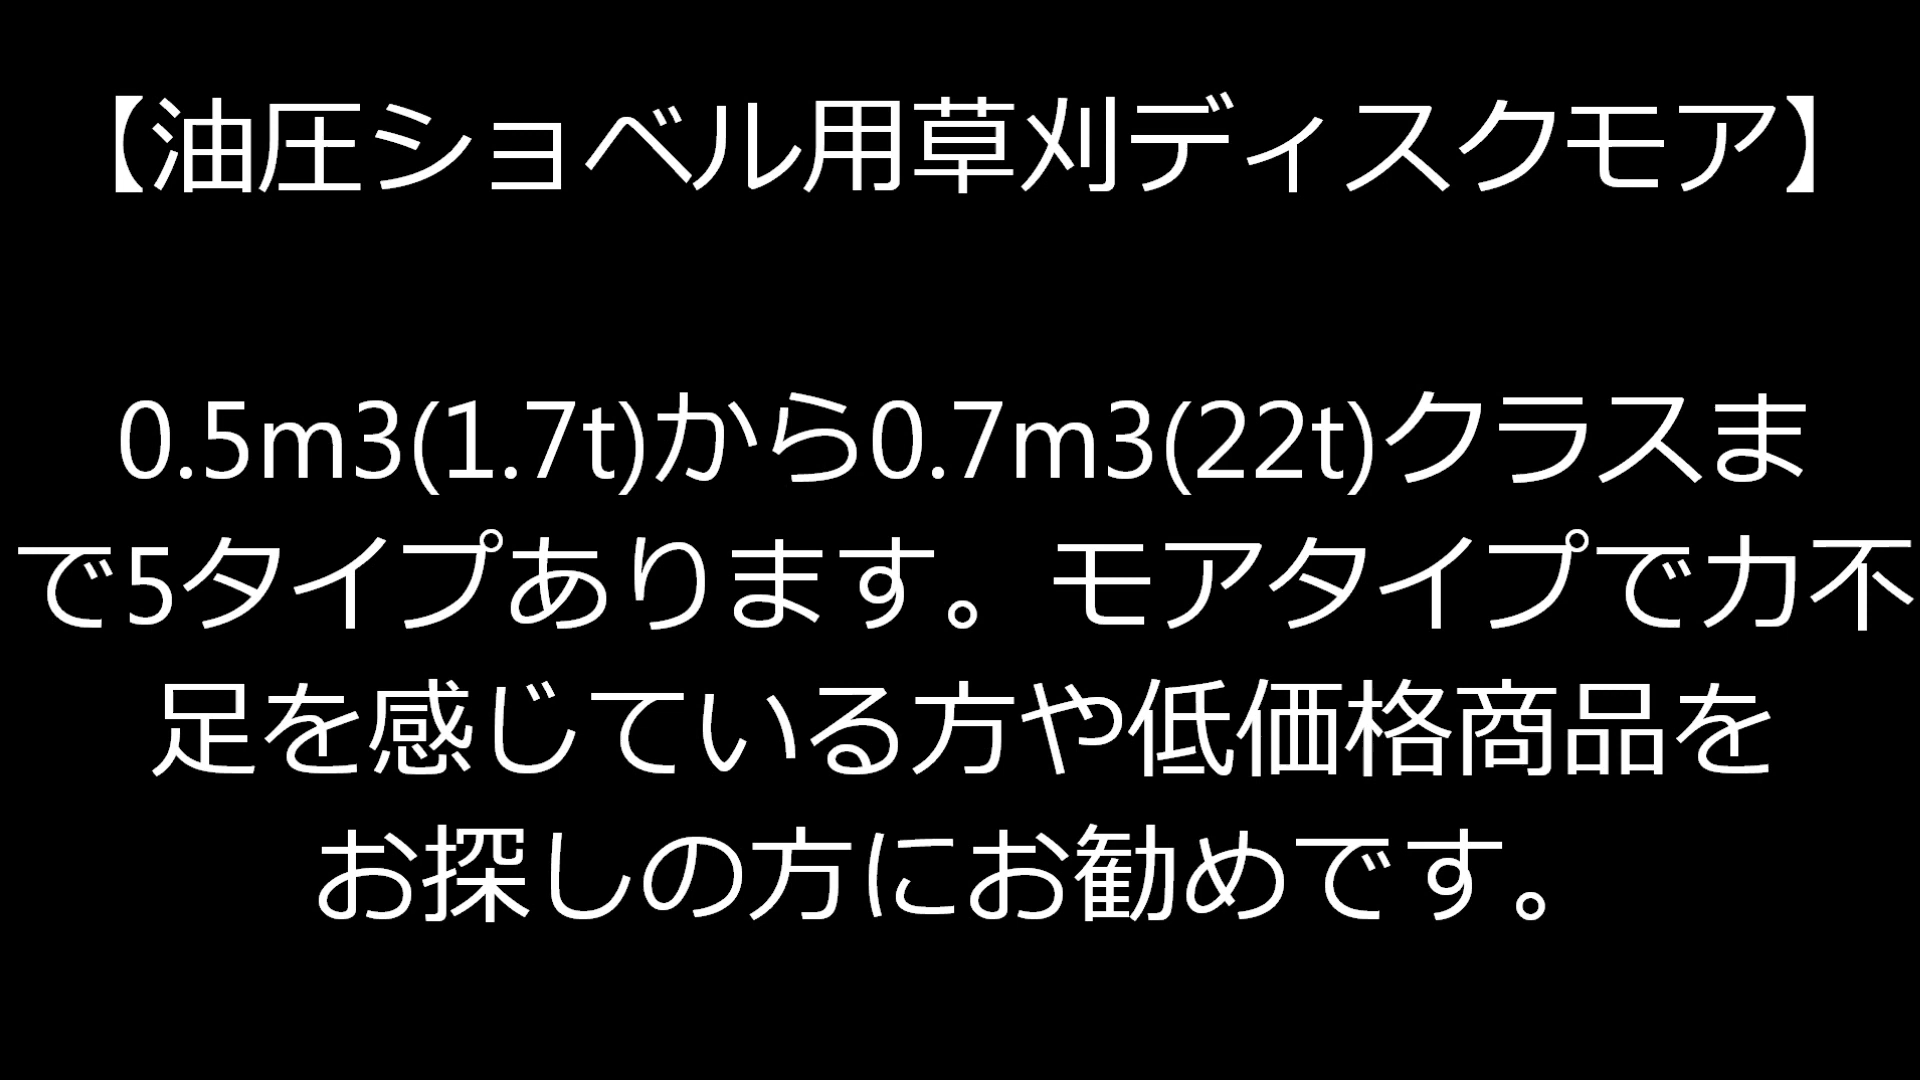 【油圧ショベル用草刈ディスクモア】
0.5m3(1.7t)から0.7m3(22t)クラスま
で5タイプあります。モアタイプで力不
足を感じている方や低価格商品を
お探しの方にお勧めです。